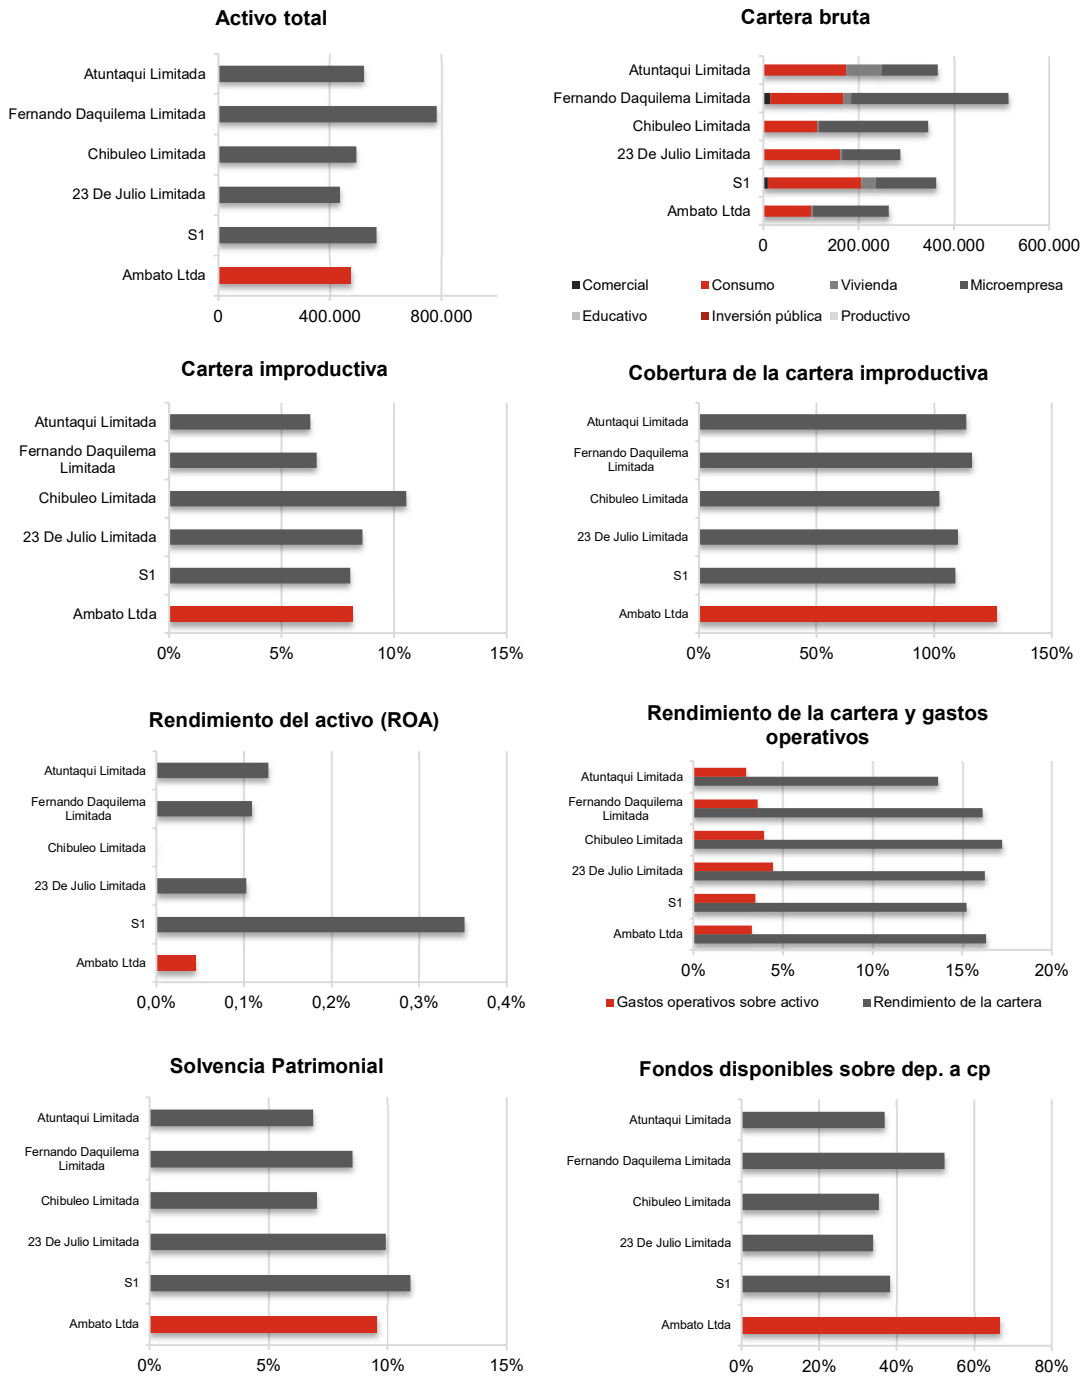 Activo total
Atuntaqui Limitada
Fernando Daquilema Limitada
Chibuleo Limitada
23 De Julio Limitada
S1
Ambato Ltda
0
400.000
800.000
Cartera bruta
Atuntaqui Limitada
Fernando Daquilema Limitada
Chibuleo Limitada
23 De Julio Limitada
S1
Ambato Ltda
0
200.000
400.000
600.000
Comercial
Consumo
Vivienda
Microempresa
Educativo
Inversión pública
Productivo
Cartera improductiva
Atuntaqui Limitada
Fernando Daquilema
Limitada
Chibuleo Limitada
23 De Julio Limitada
S1
Ambato Ltda
0%
5%
10%
15%
Cobertura de la cartera improductiva
Atuntaqui Limitada
Fernando Daquilema
Limitada
Chibuleo Limitada
23 De Julio Limitada
S1
Ambato Ltda
0%
50%
100%
150%
Rendimiento del activo (ROA)
Atuntaqui Limitada
Fernando Daquilema
Limitada
Chibuleo Limitada
23 De Julio Limitada
S1
Ambato Ltda
0,0%
0,1%
0,2%
0,3%
0,4%
Rendimiento de la cartera y gastos
operativos
Atuntaqui Limitada
Fernando Daquilema
Limitada
Chibuleo Limitada
23 De Julio Limitada
S1
Ambato Ltda
0%
5%
10%
15%
20%
Gastos operativos sobre activo
Rendimiento de la cartera
Solvencia Patrimonial
Atuntaqui Limitada
Fernando Daquilema
Limitada
Chibuleo Limitada
23 De Julio Limitada
S1
Ambato Ltda
0%
5%
10%
15%
Fondos disponibles sobre dep. a cp
Atuntaqui Limitada
Fernando Daquilema Limitada
Chibuleo Limitada
23 De Julio Limitada
S1
Ambato Ltda
0%
20%
40%
60%
80%